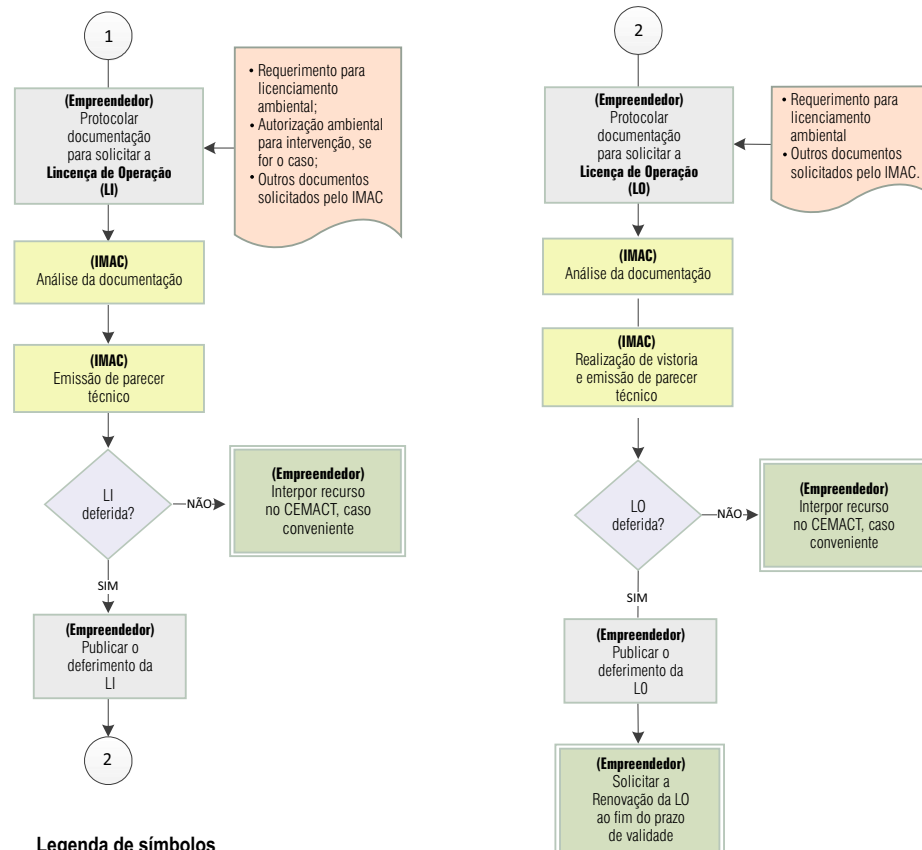 1
(Empreendedor)
Protocolar
documentação
para solicitar a
Lincença de Operação
(LI)
• Requerimento para
licenciamento
ambiental;
• Autorização ambiental
para intervenção, se
for o caso;
• Outros documentos
solicitados pelo IMAC
(IMAC)
Análise da documentação
(IMAC)
Emissão de parecer
técnico
LI
deferida?
NÃO
(Empreendedor)
Interpor recurso
no CEMACT, caso
conveniente
SIM
(Empreendedor)
Publicar o
deferimento da
LI
2
Legenda de símbolos
2
(Empreendedor)
Protocolar
documentação
para solicitar a
Licença de Operação
(LO)
• Requerimento para
licenciamento
ambiental
• Outros documentos
solicitados pelo IMAC.
(IMAC)
Análise da documentação
(IMAC)
Realização de vistoria
e emissão de parecer
técnico
LO
deferida?
NÃO
(Empreendedor)
Interpor recurso
no CEMACT, caso
conveniente
SIM
(Empreendedor)
Publicar o
deferimento da
LO
(Empreendedor)
Solicitar a
Renovação da LO
ao fim do prazo
de validade